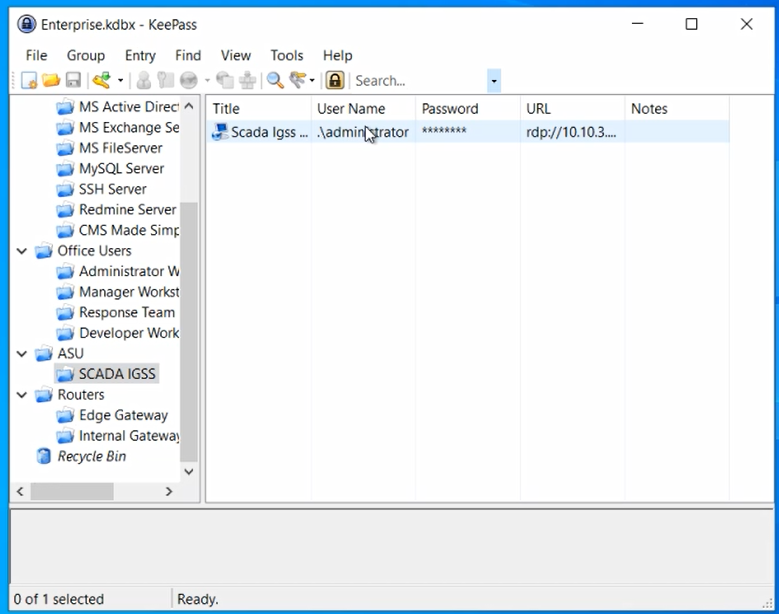 Enterprise.kdbx - KeePass
File Group Entry Find View Tools Help
Search...
Title User Name Password URL Notes
Scada Igss ... .\administrator ******** rdp://10.10.3....
MS Active Direct
MS Exchange Se
MS FileServer
MySQL Server
SSH Server
Redmine Server
CMS Made Simp
Office Users
Administrator W
Manager Workst
Response Team
Developer Work
ASU
SCADA IGSS
Routers
Edge Gateway
Internal Gateway
Recycle Bin
0 of 1 selected Ready.